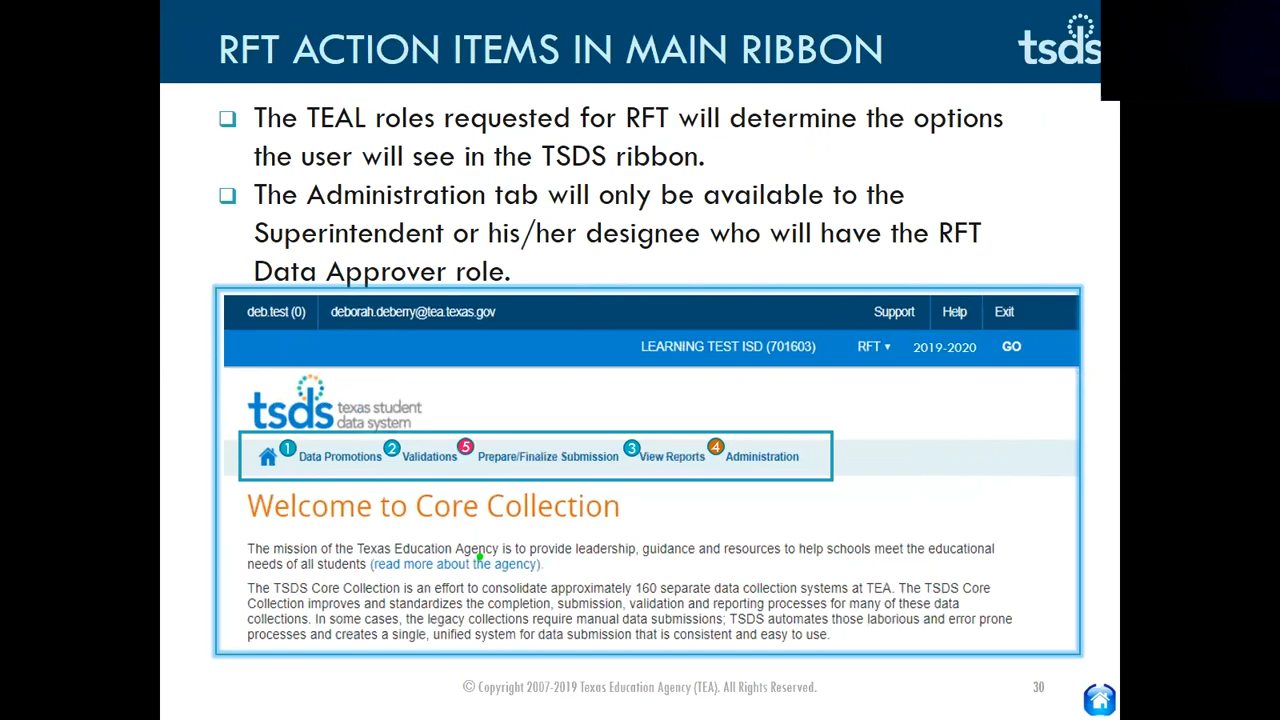 RFT ACTION ITEMS IN MAIN RIBBON
tsds
❑ The TEAL roles requested for RFT will determine the options
the user will see in the TSDS ribbon.
❑ The Administration tab will only be available to the
Superintendent or his/her designee who will have the RFT
Data Approver role.
deb.test (0) deborah.deberry@tea.texas.gov Support Help Exit
LEARNING TEST ISD (701603) RFT ▾ 2019-2020 GO
tsds texas student
data system
1 Data Promotions 2 Validations 5 Prepare/Finalize Submission 3 View Reports 4 Administration
Welcome to Core Collection
The mission of the Texas Education Agency is to provide leadership, guidance and resources to help schools meet the educational
needs of all students (read more about the agency).
The TSDS Core Collection is an effort to consolidate approximately 160 separate data collection systems at TEA. The TSDS Core
Collection improves and standardizes the completion, submission, validation and reporting processes for many of these data
collections. In some cases, the legacy collections require manual data submissions; TSDS automates those laborious and error prone
processes and creates a single, unified system for data submission that is consistent and easy to use.
© Copyright 2007-2019 Texas Education Agency (TEA). All Rights Reserved.
30